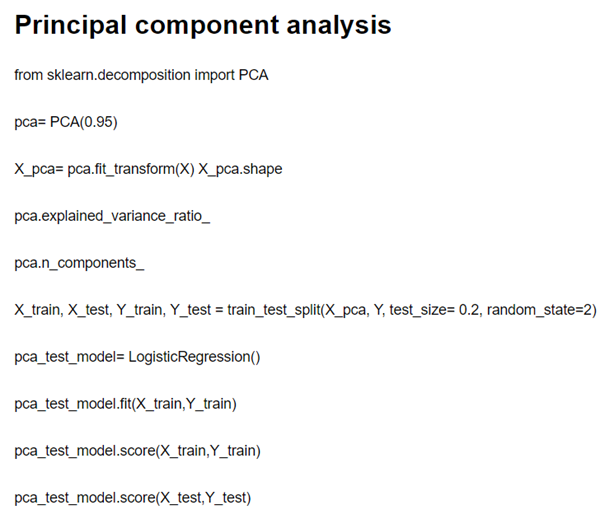 Principal component analysis
from sklearn.decomposition import PCA
pca= PCA(0.95)
X_pca= pca.fit_transform(X) X_pca.shape
pca.explained_variance_ratio_
pca.n_components_
X_train, X_test, Y_train, Y_test = train_test_split(X_pca, Y, test_size= 0.2, random_state=2)
pca_test_model= LogisticRegression()
pca_test_model.fit(X_train,Y_train)
pca_test_model.score(X_train,Y_train)
pca_test_model.score(X_test,Y_test)